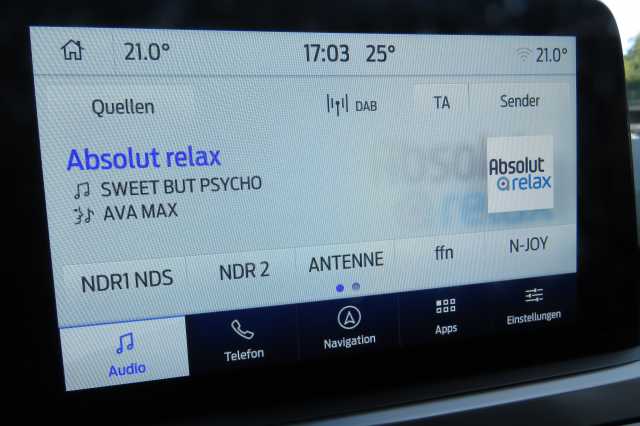 21.0° 17:03 25° 21.0°
Quellen DAB TA Sender
Absolut relax
SWEET BUT PSYCHO
AVA MAX
Absolut
relax
NDR1 NDS NDR 2 ANTENNE ffn N-JOY
Audio Telefon Navigation Apps Einstellungen